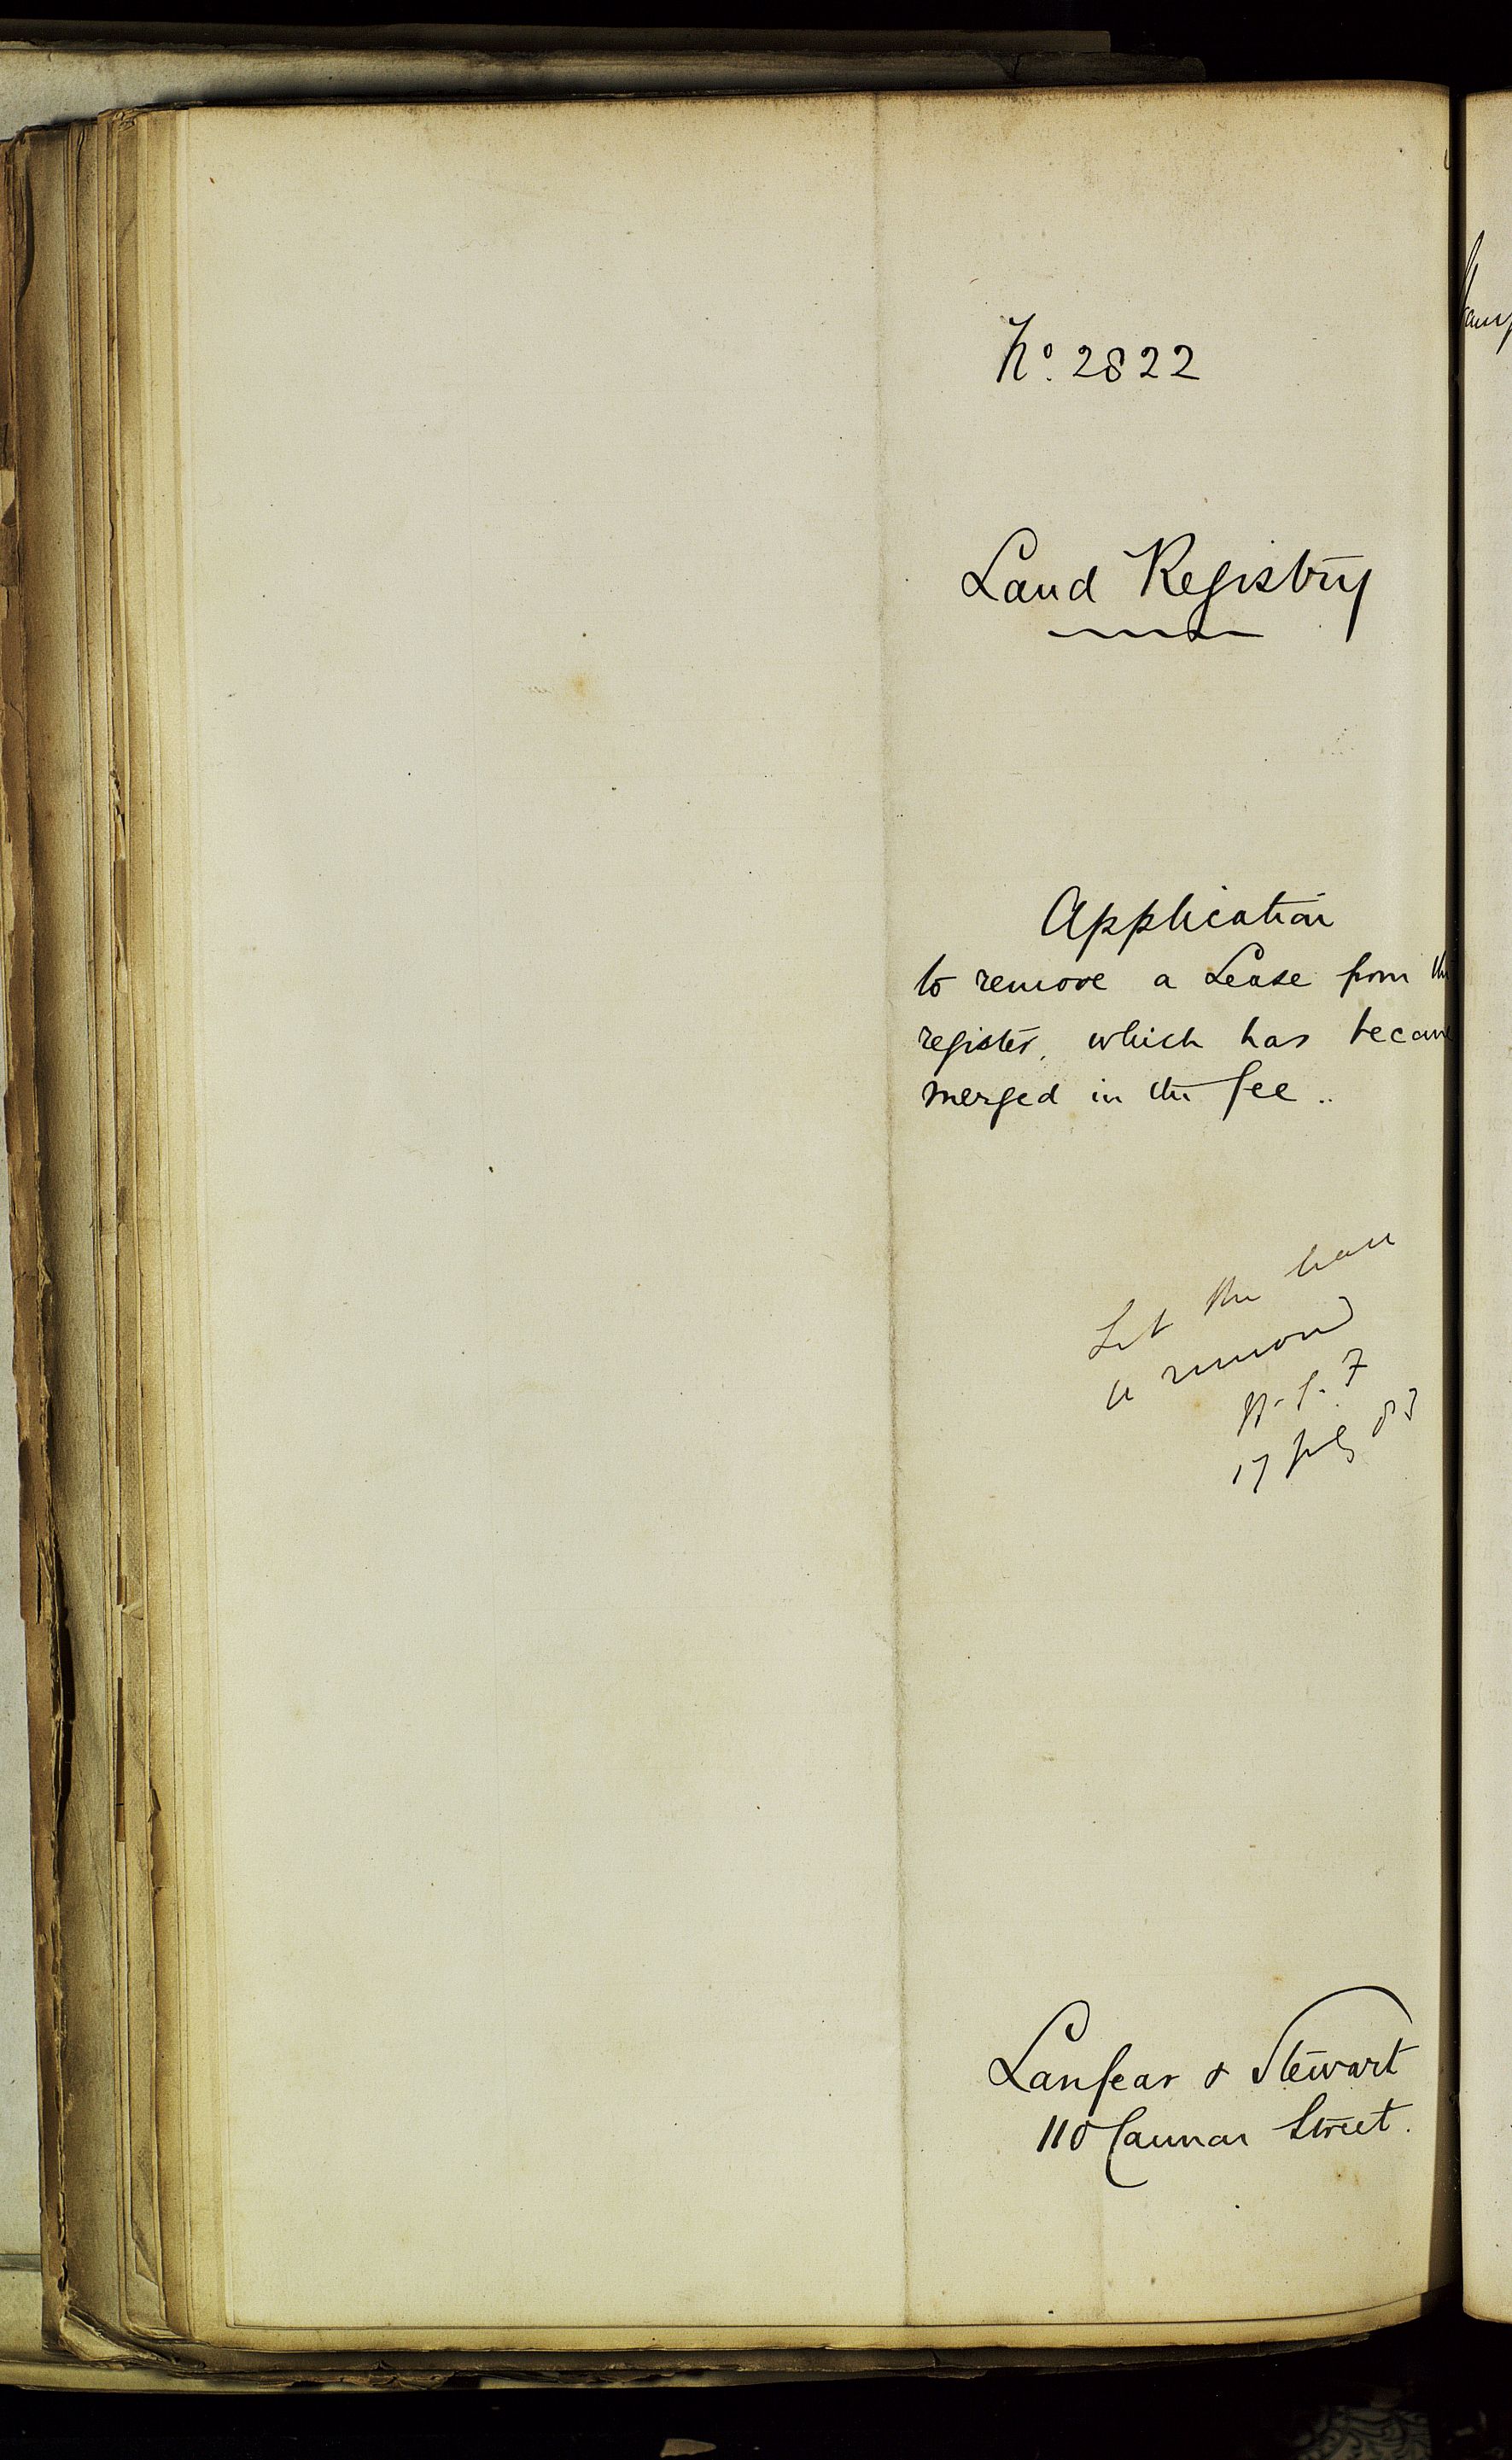 No. 2822
Land Registry
Application
to remove a Lease from the
register, which has become
merged in the fee..
Let the lease
be removed
17 July 83
Lanfear & Stewart
110 Cannon Street.